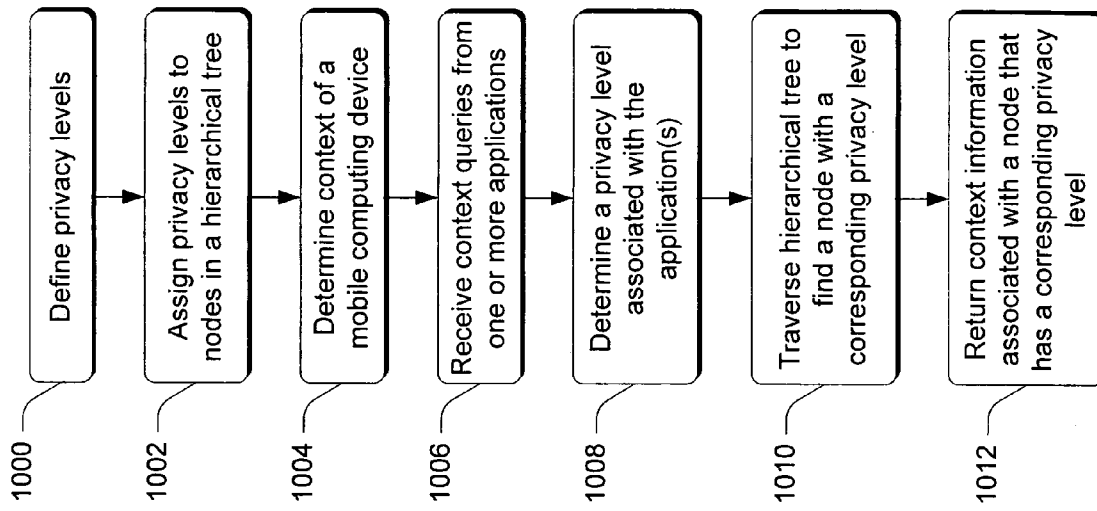 1000
Define privacy levels
1002
Assign privacy levels to
nodes in a hierarchical tree
1004
Determine context of a
mobile computing device
1006
Receive context queries from
one or more applications
1008
Determine a privacy level
associated with the
application(s)
1010
Traverse hierarchical tree to
find a node with a
corresponding privacy level
1012
Return context information
associated with a node that
has a corresponding privacy
level